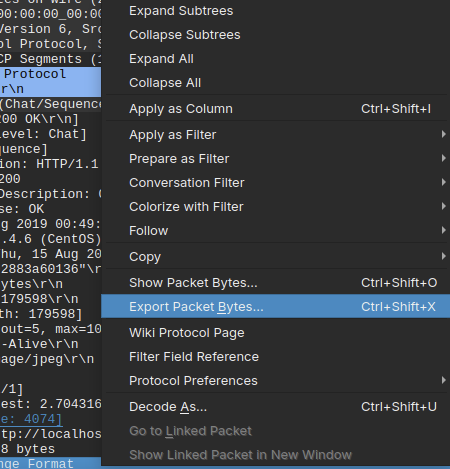 es on wire (2
00:00:00_00:00
Version 6, Src
ol Protocol, S
CP Segments (1
Protocol
r\n
(Chat/Sequence
200 OK\r\n]
evel: Chat]
quence]
ion: HTTP/1.1
200
Description: O
se: OK
g 2019 00:49:
.4.6 (CentOS)
hu, 15 Aug 20
2883a60136"\r
ytes\r\n
179598\r\n
th: 179598]
out=5, max=10
-Alive\r\n
age/jpeg\r\n
/1]
est: 2.704316
e: 4074]
tp://localhos
8 bytes
nge Format
Expand Subtrees
Collapse Subtrees
Expand All
Collapse All
Apply as Column Ctrl+Shift+I
Apply as Filter
Prepare as Filter
Conversation Filter
Colorize with Filter
Follow
Copy
Show Packet Bytes... Ctrl+Shift+O
Export Packet Bytes... Ctrl+Shift+X
Wiki Protocol Page
Filter Field Reference
Protocol Preferences
Decode As... Ctrl+Shift+U
Go to Linked Packet
Show Linked Packet in New Window